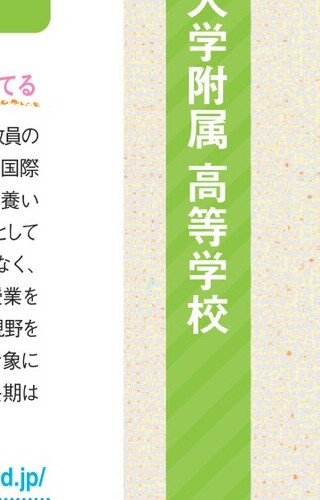 てる
員の
国際
養い
として
なく、
業を
野を
象に
期は
d.jp/
大学附属 高等学校